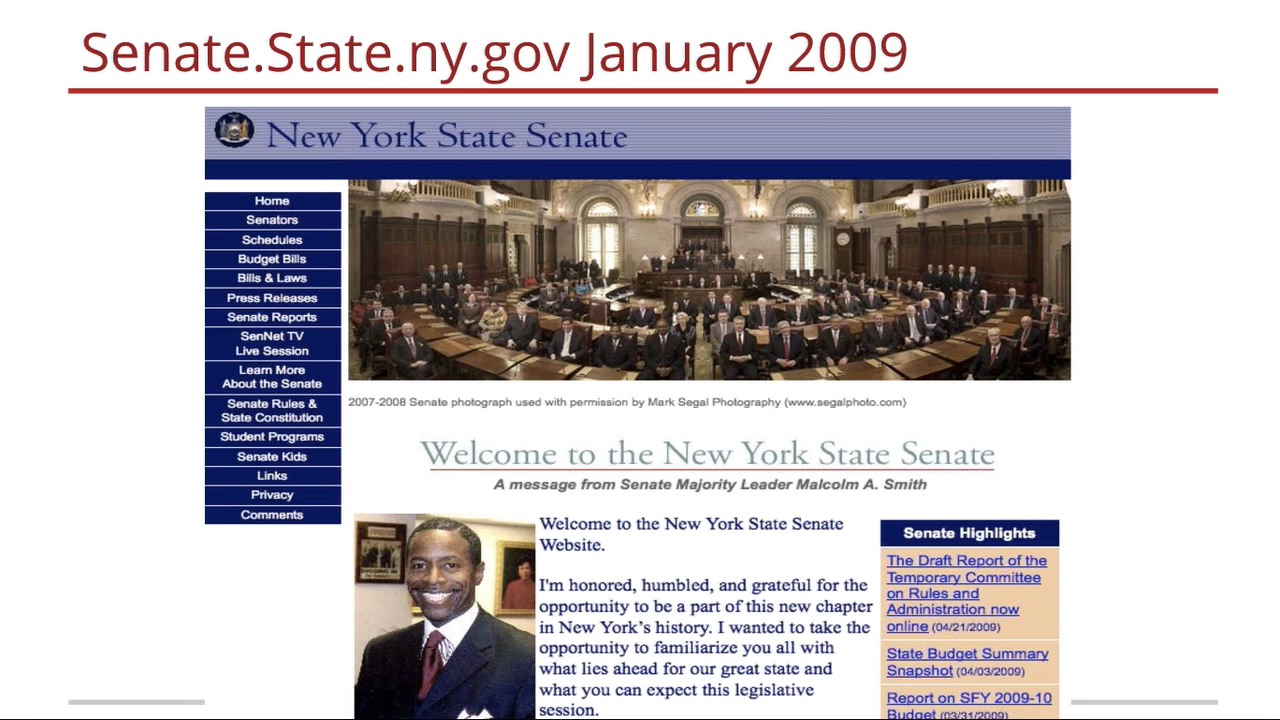 Senate.State.ny.gov January 2009
New York State Senate
Home
Senators
Schedules
Budget Bills
Bills & Laws
Press Releases
Senate Reports
SenNet TV
Live Session
Learn More
About the Senate
Senate Rules &
State Constitution
Student Programs
Senate Kids
Links
Privacy
Comments
2007-2008 Senate photograph used with permission by Mark Segal Photography (www.segalphoto.com)
Welcome to the New York State Senate
A message from Senate Majority Leader Malcolm A. Smith
Welcome to the New York State Senate
Website.
I'm honored, humbled, and grateful for the
opportunity to be a part of this new chapter
in New York's history. I wanted to take the
opportunity to familiarize you all with
what lies ahead for our great state and
what you can expect this legislative
session.
Senate Highlights
The Draft Report of the
Temporary Committee
on Rules and
Administration now
online (04/21/2009)
State Budget Summary
Snapshot (04/03/2009)
Report on SFY 2009-10
Budget (03/31/2009)